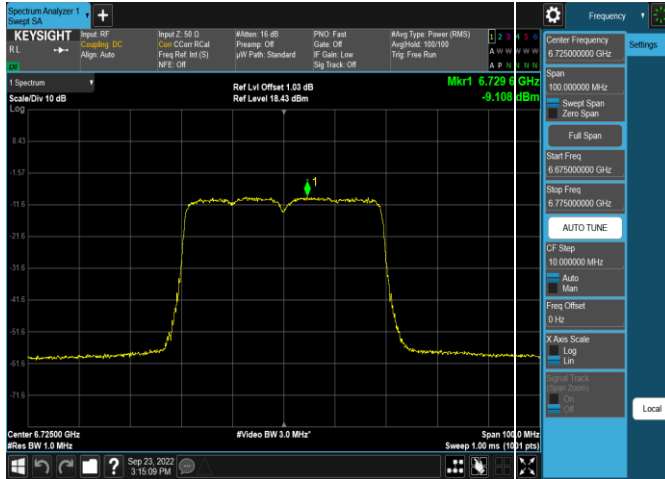 Spectrum Analyzer 1
Swept SA
KEYSIGHT
RL
Input: RF
Coupling: DC
Align: Auto
Input Z: 50 Ω
Corr CCorr RCal
Freq Ref: Int (S)
NFE: Off
#Atten: 16 dB
Preamp: Off
µW Path: Standard
PNO: Fast
Gate: Off
IF Gain: Low
Sig Track: Off
#Avg Type: Power (RMS)
Avg|Hold: 100/100
Trig: Free Run
1 2 3 4 5 6
A W W W W W
A P N N N N
1 Spectrum
Scale/Div 10 dB
Log
Ref Lvl Offset 1.03 dB
Ref Level 18.43 dBm
Mkr1 6.729 6 GHz
-9.108 dBm
8.43
-1.57
-11.6
-21.6
-31.6
-41.6
-51.6
-61.6
-71.6
1
Center 6.72500 GHz
#Res BW 1.0 MHz
#Video BW 3.0 MHz*
Span 100.0 MHz
Sweep 1.00 ms (1001 pts)
Sep 23, 2022
3:15:09 PM
Frequency
Settings
Center Frequency
6.725000000 GHz
Span
100.000000 MHz
Swept Span
Zero Span
Full Span
Start Freq
6.675000000 GHz
Stop Freq
6.775000000 GHz
AUTO TUNE
CF Step
10.000000 MHz
Auto
Man
Freq Offset
0 Hz
X Axis Scale
Log
Lin
Signal Track
(Span Zoom)
On
Off
Local